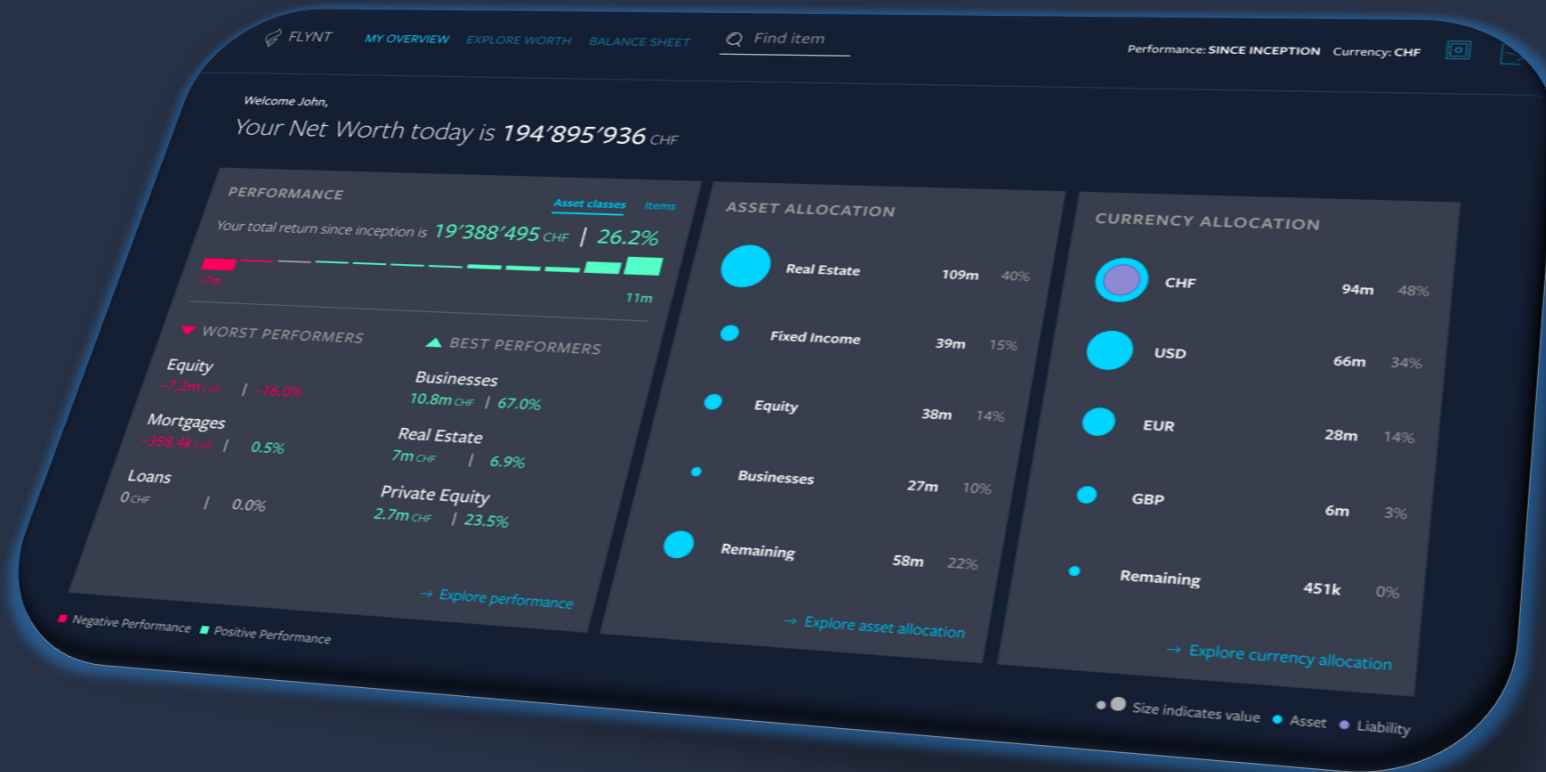 FLYNT
MY OVERVIEW EXPLORE WORTH BALANCE SHEET
Find item
Performance: SINCE INCEPTION Currency: CHF
Welcome John,
Your Net Worth today is 194’895’936 CHF
PERFORMANCE
Asset classes Items
Your total return since inception is 19’388’495 CHF | 26.2%
–7m
11m
WORST PERFORMERS
Equity
–7.2m CHF | –16.0%
Mortgages
–358.4k CHF | 0.5%
Loans
0 CHF | 0.0%
BEST PERFORMERS
Businesses
10.8m CHF | 67.0%
Real Estate
7m CHF | 6.9%
Private Equity
2.7m CHF | 23.5%
→ Explore performance
Negative Performance Positive Performance
ASSET ALLOCATION
Real Estate 109m 40%
Fixed Income 39m 15%
Equity 38m 14%
Businesses 27m 10%
Remaining 58m 22%
→ Explore asset allocation
CURRENCY ALLOCATION
CHF 94m 48%
USD 66m 34%
EUR 28m 14%
GBP 6m 3%
Remaining 451k 0%
→ Explore currency allocation
Size indicates value Asset Liability